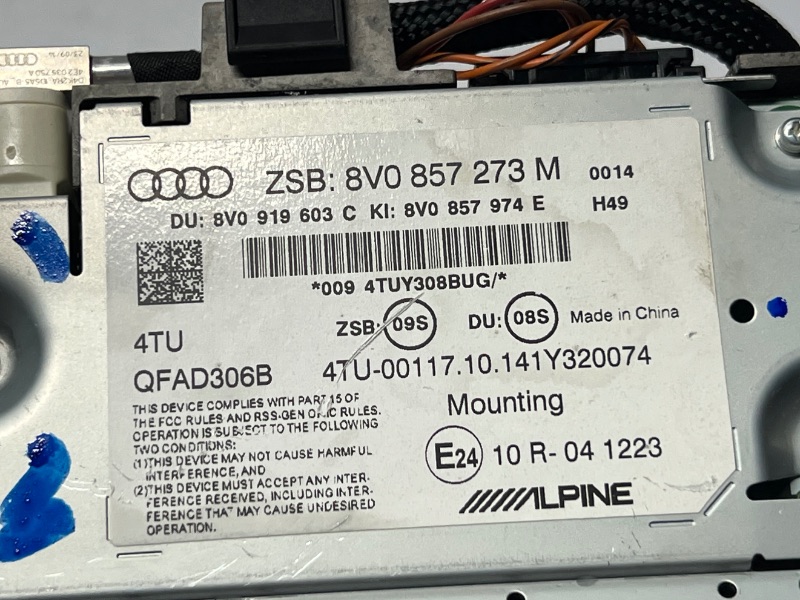 ZSB: 8V0 857 273 M 0014
DU: 8V0 919 603 C KI: 8V0 857 974 E H49
*009 4TUY308BUG/*
ZSB: 09S DU: 08S Made in China
4TU
QFAD306B 4TU-00117.10.141Y320074
Mounting
THIS DEVICE COMPLIES WITH PART 15 OF
THE FCC RULES AND RSS-GEN OF IC RULES.
OPERATION IS SUBJECT TO THE FOLLOWING
TWO CONDITIONS:
(1)THIS DEVICE MAY NOT CAUSE HARMFUL
INTERFERENCE, AND
(2)THIS DEVICE MUST ACCEPT ANY INTER-
FERENCE RECEIVED, INCLUDING INTER-
FERENCE THAT MAY CAUSE UNDESIRED
OPERATION.
E24 10 R- 04 1223
ALPINE